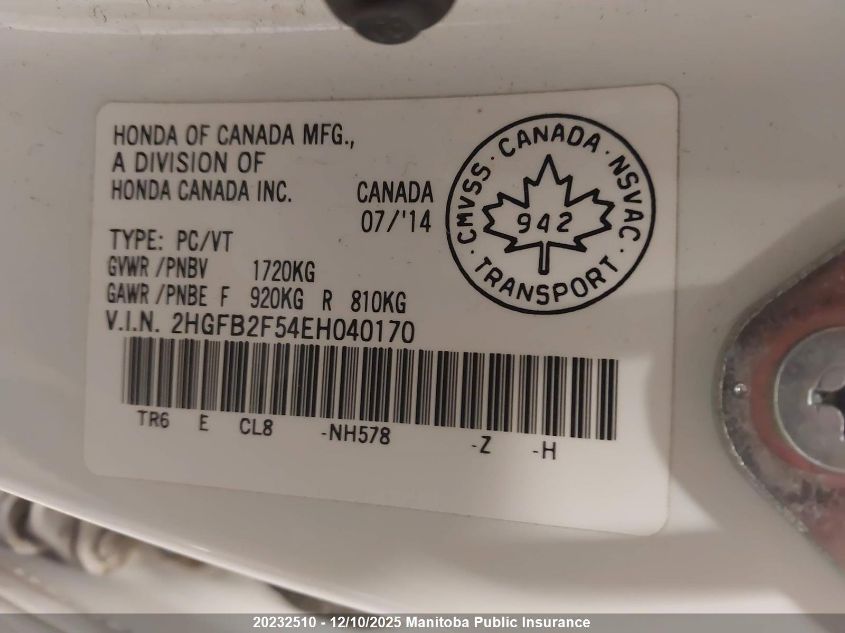 HONDA OF CANADA MFG.,
A DIVISION OF
HONDA CANADA INC.
CANADA
07/'14
TYPE: PC/VT
GVWR /PNBV 1720KG
GAWR /PNBE F 920KG R 810KG
V.I.N. 2HGFB2F54EH040170
TR6 E CL8 -NH578 -Z -H
CMVSS · CANADA · NSVAC · TRANSPORT ·
942
20232510 - 12/10/2025 Manitoba Public Insurance